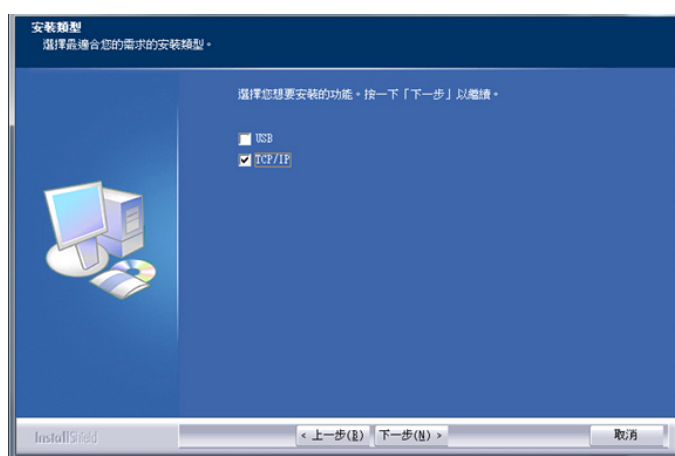 安裝類型
選擇最適合您的需求的安裝類型。
選擇您想要安裝的功能。按一下「下一步」以繼續。
USB
TCP/IP
InstallShield
< 上一步(B) 下一步(N) > 取消